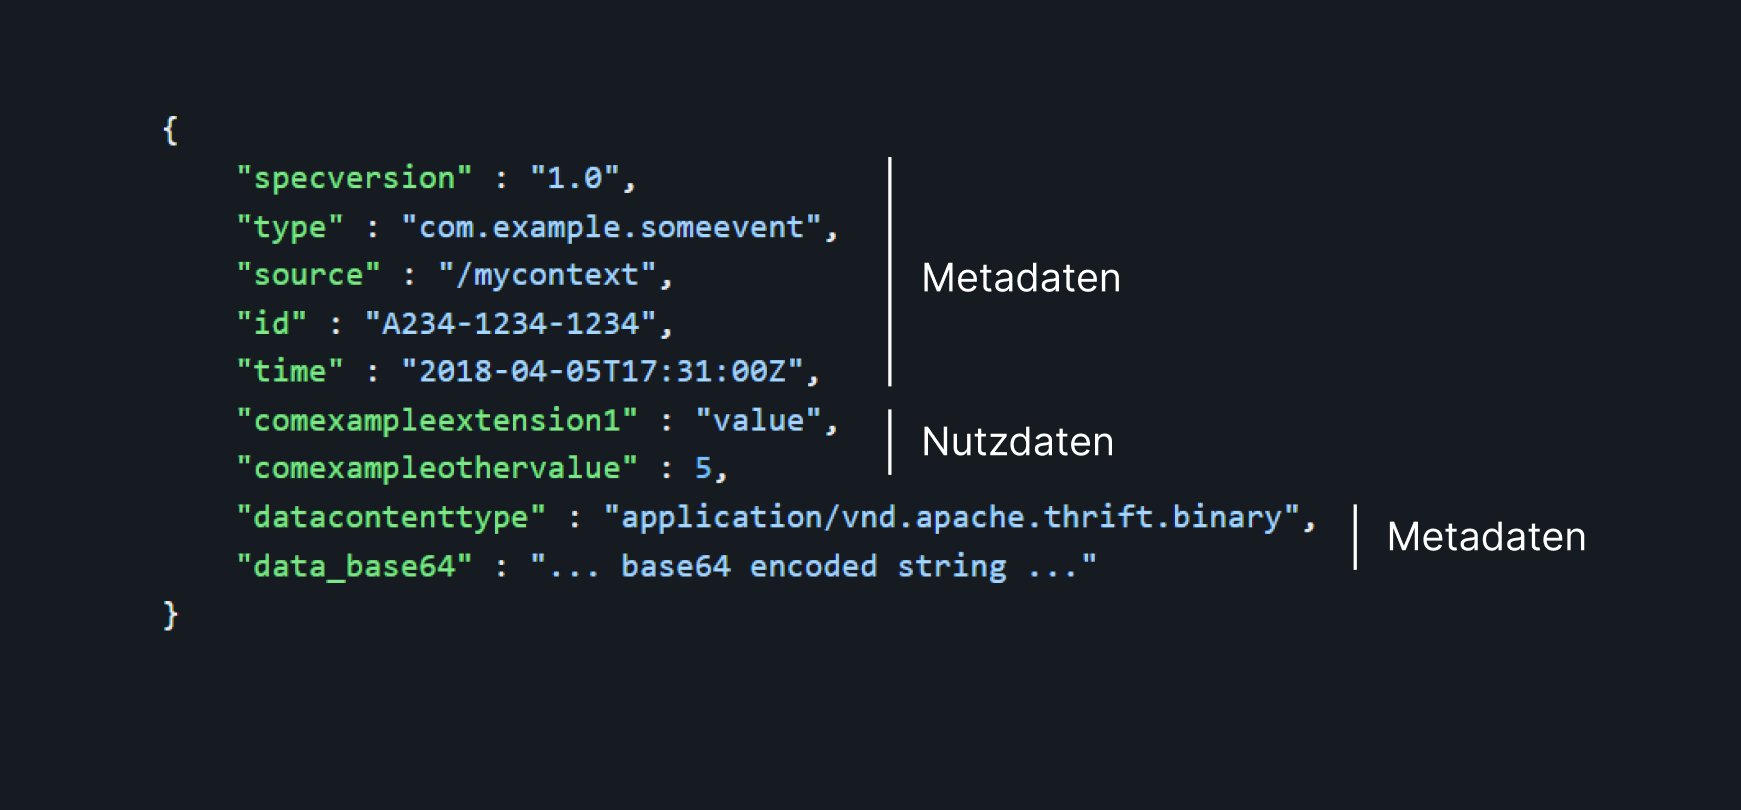 {
"specversion" : "1.0",
"type" : "com.example.someevent",
"source" : "/mycontext",
"id" : "A234-1234-1234",
"time" : "2018-04-05T17:31:00Z",
Metadaten
"comexampleextension1" : "value",
"comexampleothervalue" : 5,
Nutzdaten
"datacontenttype" : "application/vnd.apache.thrift.binary",
"data_base64" : "... base64 encoded string ..."
Metadaten
}